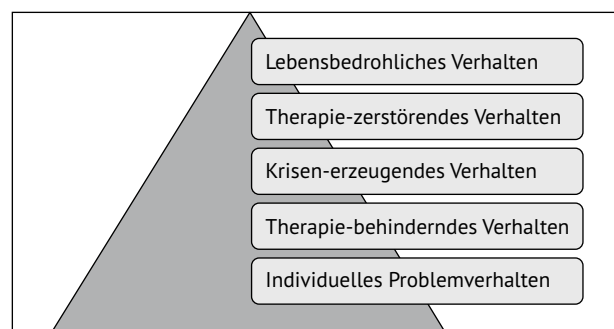 Lebensbedrohliches Verhalten
Therapie-zerstörendes Verhalten
Krisen-erzeugendes Verhalten
Therapie-behinderndes Verhalten
Individuelles Problemverhalten